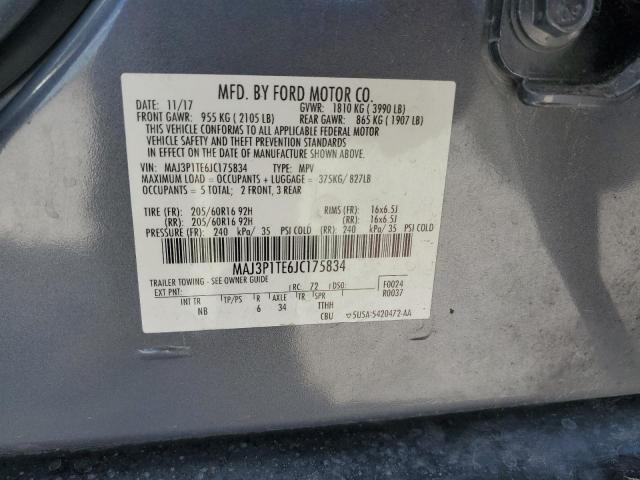 MFD. BY FORD MOTOR CO.
DATE: 11/17 GVWR: 1810 KG ( 3990 LB)
FRONT GAWR: 955 KG ( 2105 LB) REAR GAWR: 865 KG ( 1907 LB)
THIS VEHICLE CONFORMS TO ALL APPLICABLE FEDERAL MOTOR
VEHICLE SAFETY AND THEFT PREVENTION STANDARDS
IN EFFECT ON THE DATE OF MANUFACTURE SHOWN ABOVE.
VIN: MAJ3P1TE6JC175834 TYPE: MPV
MAXIMUM LOAD = OCCUPANTS + LUGGAGE = 375KG/ 827LB
OCCUPANTS = 5 TOTAL; 2 FRONT, 3 REAR
TIRE (FR): 205/60R16 92H RIMS (FR): 16x6.5J
(RR): 205/60R16 92H (RR): 16x6.5J
PRESSURE (FR): 240 kPa/ 35 PSI COLD (RR): 240 kPa/ 35 PSI COLD
MAJ3P1TE6JC175834
TRAILER TOWING - SEE OWNER GUIDE
EXT PNT: RC: 72 DSO: F0024
R0037
INT TR TP/PS R AXLE TR SPR
NB 6 34 TTHH
CBU 5USA-5420472-AA